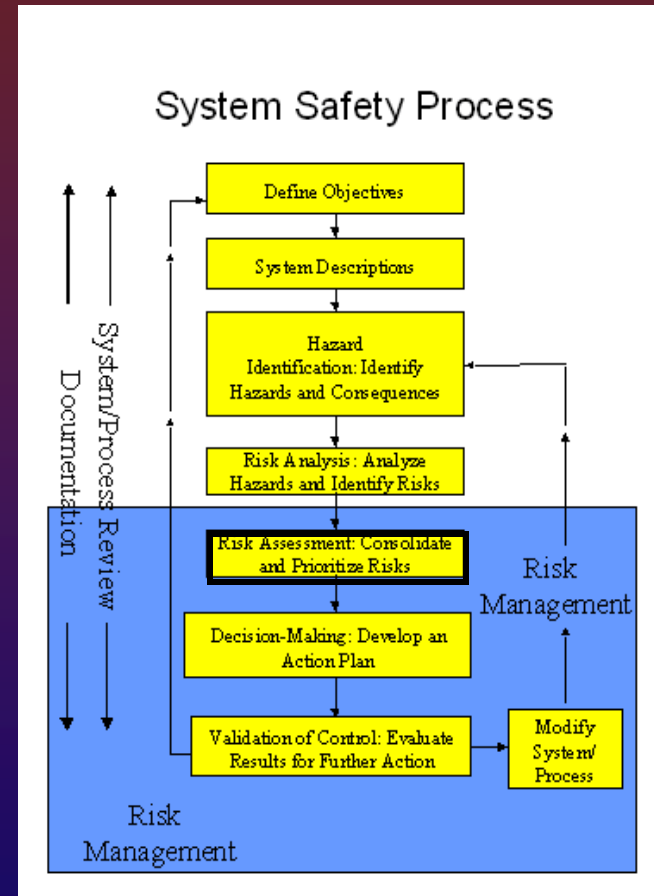 System Safety Process
Define Objectives
System Descriptions
Hazard
Identification: Identify
Hazards and Consequences
Risk Analysis: Analyze
Hazards and Identify Risks
Risk Assessment: Consolidate
and Prioritize Risks
Decision-Making: Develop an
Action Plan
Validation of Control: Evaluate
Results for Further Action
Modify
System/
Process
Risk
Management
Risk
Management
System/Process Review
Documentation